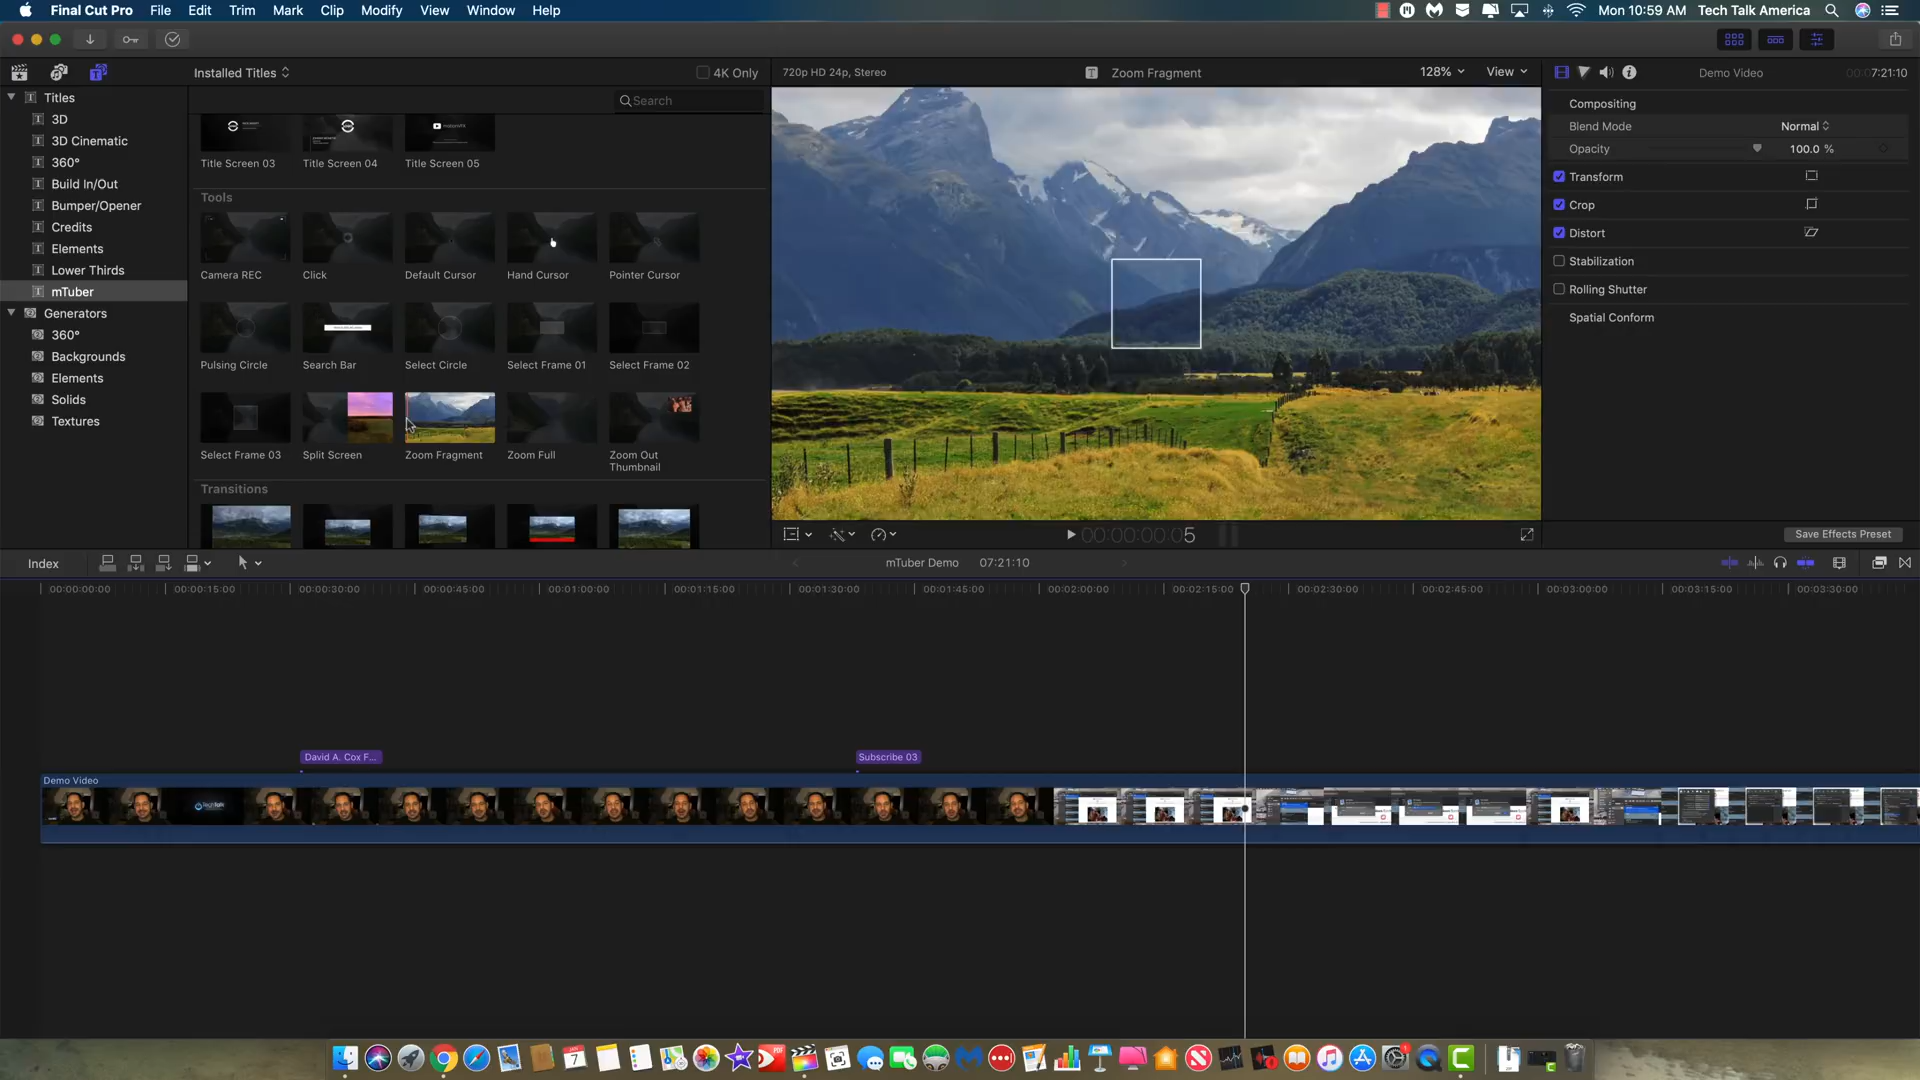 Final Cut Pro File Edit Trim Mark Clip Modify View Window Help Mon 10:59 AM Tech Talk America
Installed Titles 4K Only
Search
Titles
3D
3D Cinematic
360°
Build In/Out
Bumper/Opener
Credits
Elements
Lower Thirds
mTuber
Generators
360°
Backgrounds
Elements
Solids
Textures
Title Screen 03 Title Screen 04 Title Screen 05
Tools
Camera REC Click Default Cursor Hand Cursor Pointer Cursor
Pulsing Circle Search Bar Select Circle Select Frame 01 Select Frame 02
Select Frame 03 Split Screen Zoom Fragment Zoom Full Zoom Out
Thumbnail
Transitions
720p HD 24p, Stereo Zoom Fragment 128% View
00:00:00:05
Demo Video 7:21:10
Compositing
Blend Mode Normal
Opacity 100.0 %
Transform
Crop
Distort
Stabilization
Rolling Shutter
Spatial Conform
Save Effects Preset
Index mTuber Demo 07:21:10
00:00:00:00 00:00:15:00 00:00:30:00 00:00:45:00 00:01:00:00 00:01:15:00 00:01:30:00 00:01:45:00 00:02:00:00 00:02:15:00 00:02:30:00 00:02:45:00 00:03:00:00 00:03:15:00 00:03:30:00
David A. Cox F... Subscribe 03
Demo Video